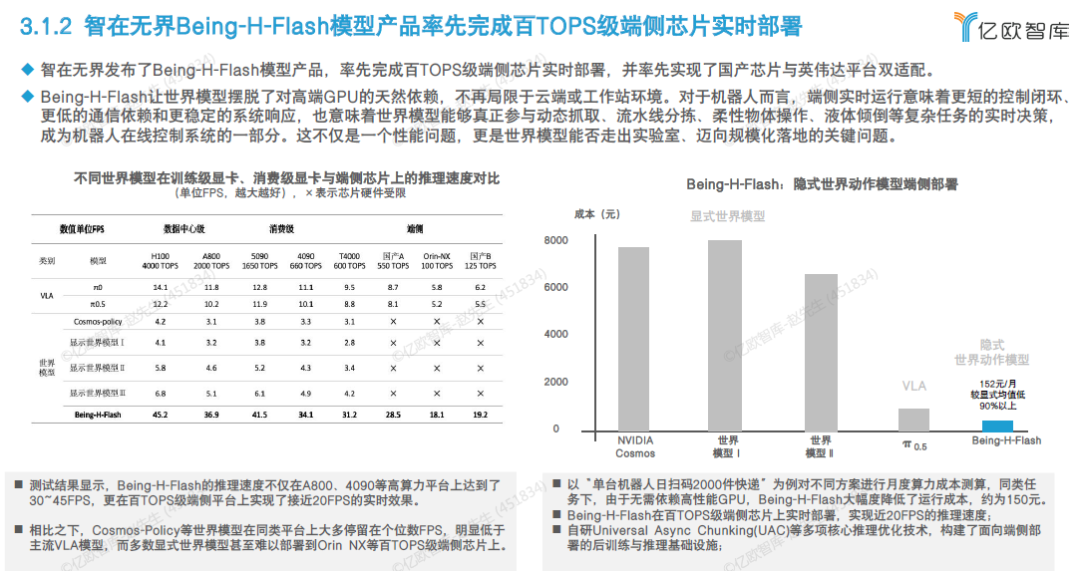 3.1.2 智在无界Being-H-Flash模型产品率先完成百TOPS级端侧芯片实时部署
亿欧智库
智在无界发布了Being-H-Flash模型产品，率先完成百TOPS级端侧芯片实时部署，并率先实现了国产芯片与英伟达平台双适配。
Being-H-Flash让世界模型摆脱了对高端GPU的天然依赖，不再局限于云端或工作站环境。对于机器人而言，端侧实时运行意味着更短的控制闭环、
更低的通信依赖和更稳定的系统响应，也意味着世界模型能够真正参与动态抓取、流水线分拣、柔性物体操作、液体倾倒等复杂任务的实时决策，
成为机器人在线控制系统的一部分。这不仅是一个性能问题，更是世界模型能否走出实验室、迈向规模化落地的关键问题。
不同世界模型在训练级显卡、消费级显卡与端侧芯片上的推理速度对比
（单位FPS，越大越好），×表示芯片硬件受限
数值单位FPS 数据中心级 消费级 端侧
类别 模型 H100 4000 TOPS A800 2000 TOPS 5090 1650 TOPS 4090 660 TOPS T4000 600 TOPS 国产A 550 TOPS Orin-NX 100 TOPS 国产B 125 TOPS
VLA
π0 14.1 11.8 12.8 11.1 9.5 8.7 5.8 6.2
π0.5 12.2 10.2 11.9 10.1 8.8 8.1 5.2 5.5
世界
模型
Cosmos-policy 4.2 3.1 3.8 3.3 3.1 × × ×
显示世界模型Ⅰ 4.1 3.2 3.8 3.2 2.8 × × ×
显示世界模型Ⅱ 5.8 4.6 5.2 4.3 3.4 × × ×
显示世界模型Ⅲ 6.8 5.1 6.1 4.9 4.2 × × ×
Being-H-Flash 45.2 36.9 41.5 34.1 31.2 28.5 18.1 19.2
Being-H-Flash：隐式世界动作模型端侧部署
成本（元）
显式世界模型
8000
6000
4000
2000
0
VLA
隐式
世界动作模型
152元/月
较显式均值低
90%以上
NVIDIA
Cosmos
世界
模型Ⅰ
世界
模型Ⅱ
π0.5
Being-H-Flash
测试结果显示，Being-H-Flash的推理速度不仅在A800、4090等高算力平台上达到了
30~45FPS，更在百TOPS级端侧平台上实现了接近20FPS的实时效果。
相比之下，Cosmos-Policy等世界模型在同类平台上大多停留在个位数FPS，明显低于
主流VLA模型，而多数显式世界模型甚至难以部署到Orin NX等百TOPS级端侧芯片上。
以“单台机器人日扫码2000件快递”为例对不同方案进行月度算力成本测算，同类任
务下，由于无需依赖高性能GPU，Being-H-Flash大幅度降低了运行成本，约为150元。
Being-H-Flash在百TOPS级端侧芯片上实时部署，实现近20FPS的推理速度；
自研Universal Async Chunking(UAC)等多项核心推理优化技术，构建了面向端侧部
署的后训练与推理基础设施；
©亿欧智库-赵先生 (451834)